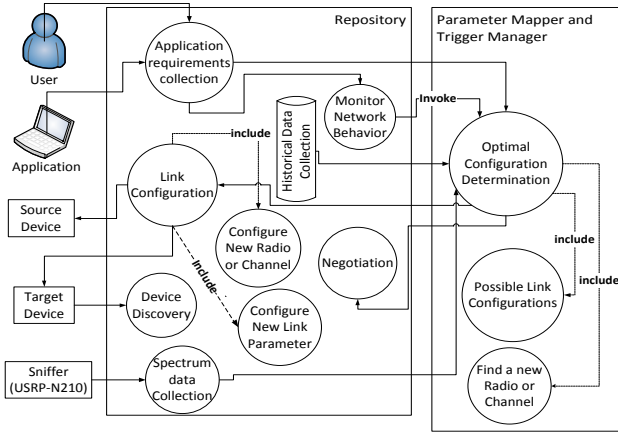 Repository
Parameter Mapper and
Trigger Manager
User
Application
requirements
collection
Monitor
Network
Behavior
Invoke
Application
include
Historical Data
Collection
Optimal
Configuration
Determination
Link
Configuration
Source
Device
Configure
New Radio
or Channel
Negotiation
include
include
Include
Possible Link
Configurations
Target
Device
Device
Discovery
Configure
New Link
Parameter
Sniffer
(USRP-N210)
Spectrum
data
Collection
Find a new
Radio or
Channel